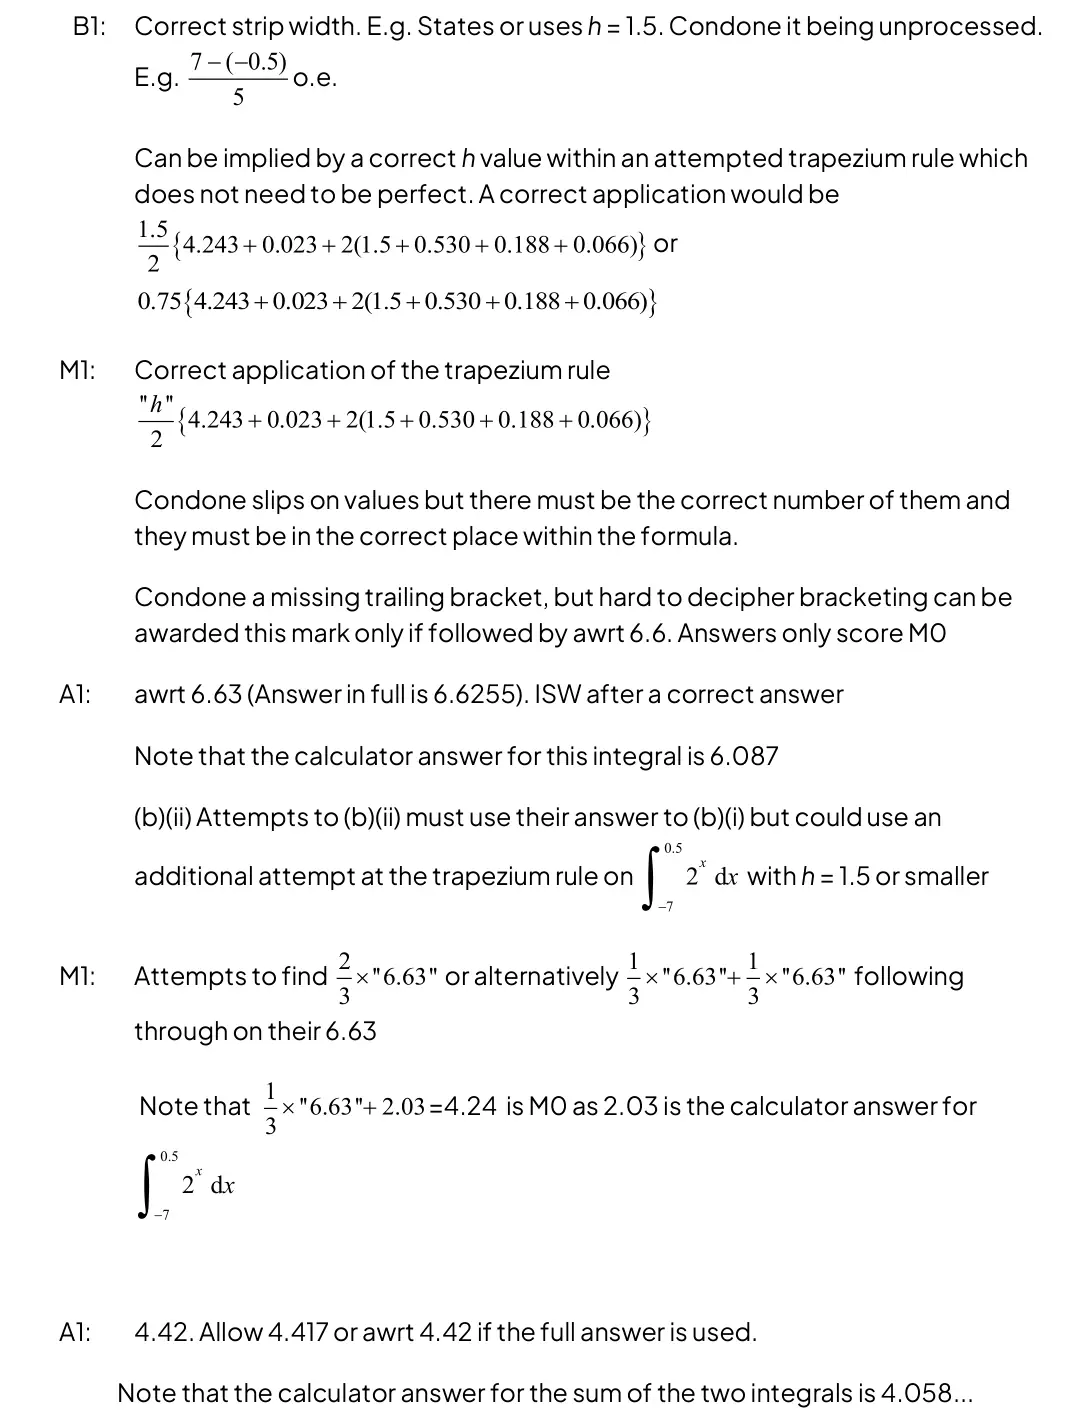 B1: Correct strip width. E.g. States or uses h = 1.5. Condone it being unprocessed.
E.g. \frac{7-(-0.5)}{5} o.e.
Can be implied by a correct h value within an attempted trapezium rule which
does not need to be perfect. A correct application would be
\frac{1.5}{2}{4.243+0.023+2(1.5+0.530+0.188+0.066)} or
0.75{4.243+0.023+2(1.5+0.530+0.188+0.066)}
M1: Correct application of the trapezium rule
\frac{"h"}{2}{4.243+0.023+2(1.5+0.530+0.188+0.066)}
Condone slips on values but there must be the correct number of them and
they must be in the correct place within the formula.
Condone a missing trailing bracket, but hard to decipher bracketing can be
awarded this mark only if followed by awrt 6.6. Answers only score M0
A1: awrt 6.63 (Answer in full is 6.6255). ISW after a correct answer
Note that the calculator answer for this integral is 6.087
(b)(ii) Attempts to (b)(ii) must use their answer to (b)(i) but could use an
additional attempt at the trapezium rule on \int_{-7}^{0.5} 2^x dx with h = 1.5 or smaller
M1: Attempts to find \frac{2}{3}×"6.63" or alternatively \frac{1}{3}×"6.63"+\frac{1}{3}×"6.63" following
through on their 6.63
Note that \frac{1}{3}×"6.63"+2.03=4.24 is M0 as 2.03 is the calculator answer for
\int_{-7}^{0.5} 2^x dx
A1: 4.42. Allow 4.417 or awrt 4.42 if the full answer is used.
Note that the calculator answer for the sum of the two integrals is 4.058...